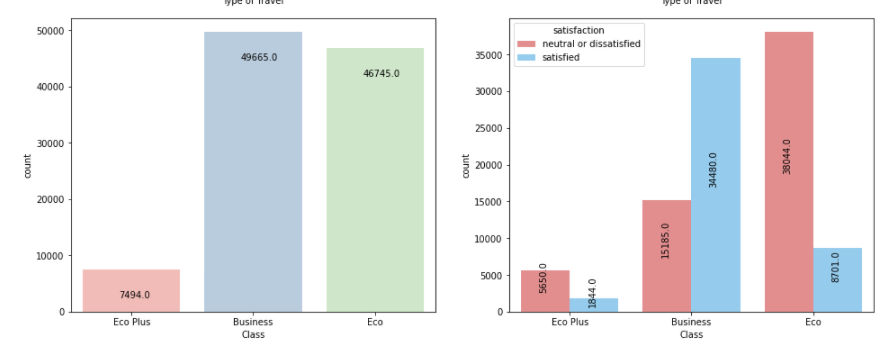 Type of Travel
50000
40000
30000
20000
10000
0
count
49665.0
46745.0
7494.0
Eco Plus
Business
Eco
Class
Type of Travel
satisfaction
neutral or dissatisfied
satisfied
35000
30000
25000
20000
15000
10000
5000
0
count
5650.0
1844.0
15185.0
34480.0
38044.0
8701.0
Eco Plus
Business
Eco
Class